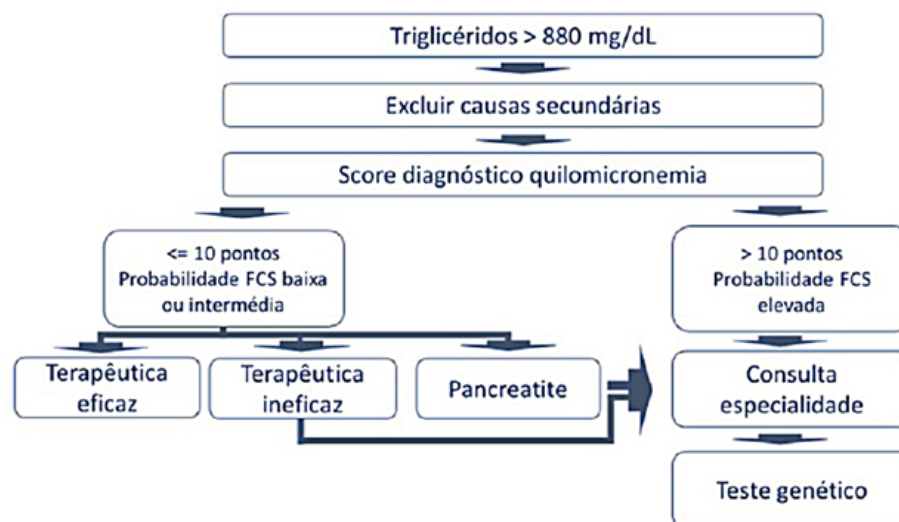 Triglicéridos > 880 mg/dL
Excluir causas secundárias
Score diagnóstico quilomicronemia
<= 10 pontos
Probabilidade FCS baixa
ou intermédia
> 10 pontos
Probabilidade FCS
elevada
Terapêutica
eficaz
Terapêutica
ineficaz
Pancreatite
Consulta
especialidade
Teste genético